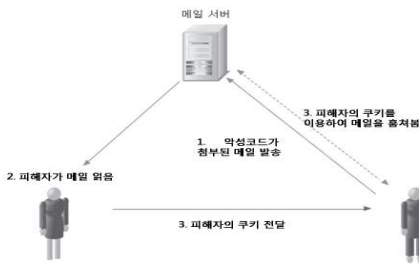 메일 서버
3. 피해자의 쿠키를
이용하여 메일을 훔쳐봄
1. 악성코드가
첨부된 메일 발송
2. 피해자가 메일 읽음
3. 피해자의 쿠키 전달